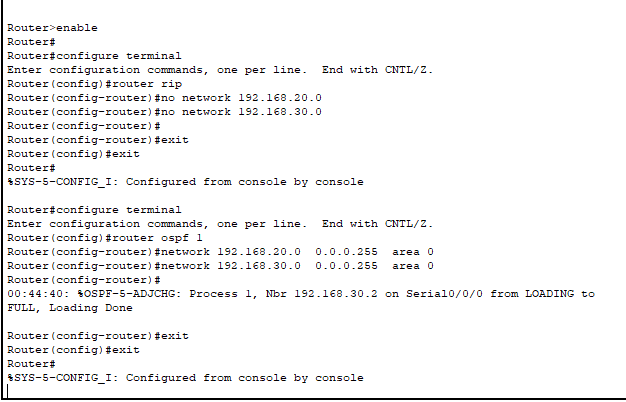 Router>enable
Router#
Router#configure terminal
Enter configuration commands, one per line.  End with CNTL/Z.
Router(config)#router rip
Router(config-router)#no network 192.168.20.0
Router(config-router)#no network 192.168.30.0
Router(config-router)#
Router(config-router)#exit
Router(config)#exit
Router#
%SYS-5-CONFIG_I: Configured from console by console

Router#configure terminal
Enter configuration commands, one per line.  End with CNTL/Z.
Router(config)#router ospf 1
Router(config-router)#network 192.168.20.0  0.0.0.255  area 0
Router(config-router)#network 192.168.30.0  0.0.0.255  area 0
Router(config-router)#
00:44:40: %OSPF-5-ADJCHG: Process 1, Nbr 192.168.30.2 on Serial0/0/0 from LOADING to
FULL, Loading Done

Router(config-router)#exit
Router(config)#exit
Router#
%SYS-5-CONFIG_I: Configured from console by console